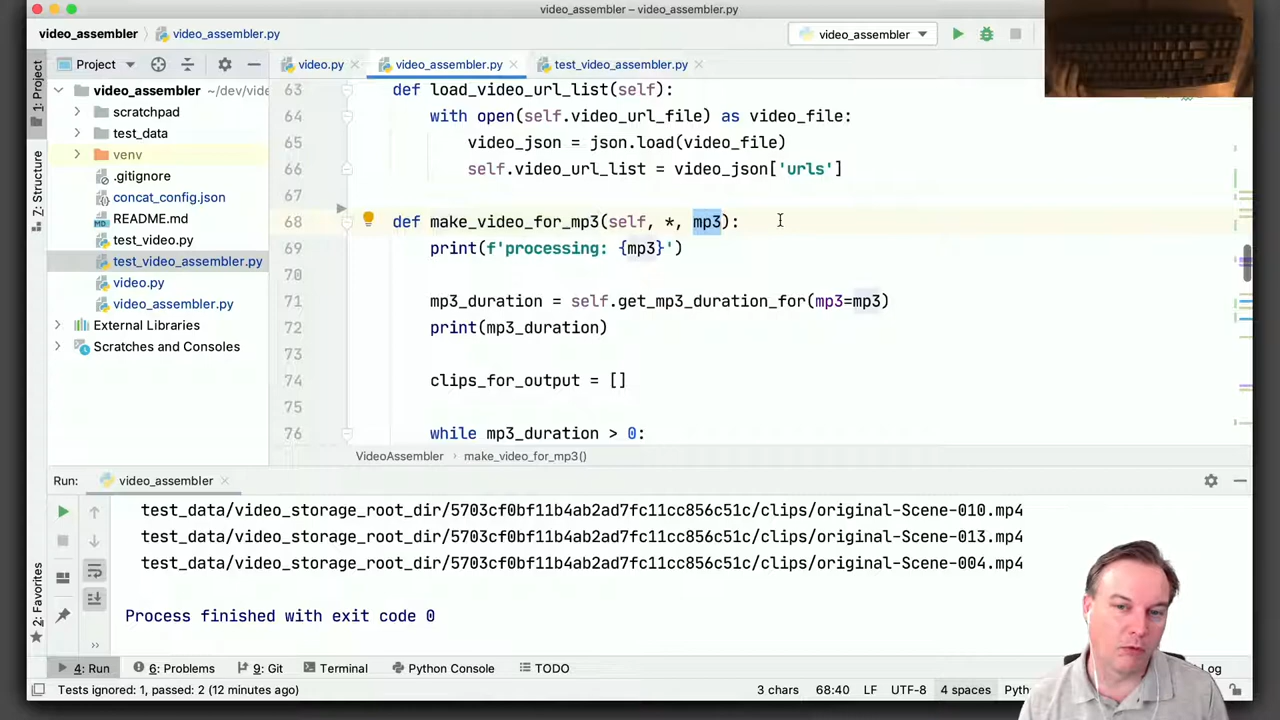 video_assembler – video_assembler.py
video_assembler
video_assembler.py
video_assembler
Project
video.py
video_assembler.py
test_video_assembler.py
1: Project
Z: Structure
2: Favorites
video_assembler ~/dev/vide
scratchpad
test_data
venv
.gitignore
concat_config.json
README.md
test_video.py
test_video_assembler.py
video.py
video_assembler.py
External Libraries
Scratches and Consoles
63 def load_video_url_list(self):
64 with open(self.video_url_file) as video_file:
65 video_json = json.load(video_file)
66 self.video_url_list = video_json['urls']
67
68 def make_video_for_mp3(self, *, mp3):
69 print(f'processing: {mp3}')
70
71 mp3_duration = self.get_mp3_duration_for(mp3=mp3)
72 print(mp3_duration)
73
74 clips_for_output = []
75
76 while mp3_duration > 0:
VideoAssembler > make_video_for_mp3()
Run: video_assembler
test_data/video_storage_root_dir/5703cf0bf11b4ab2ad7fc11cc856c51c/clips/original-Scene-010.mp4
test_data/video_storage_root_dir/5703cf0bf11b4ab2ad7fc11cc856c51c/clips/original-Scene-013.mp4
test_data/video_storage_root_dir/5703cf0bf11b4ab2ad7fc11cc856c51c/clips/original-Scene-004.mp4
Process finished with exit code 0
4: Run
6: Problems
9: Git
Terminal
Python Console
TODO
Log
Tests ignored: 1, passed: 2 (12 minutes ago)
3 chars
68:40
LF
UTF-8
4 spaces
Pyth